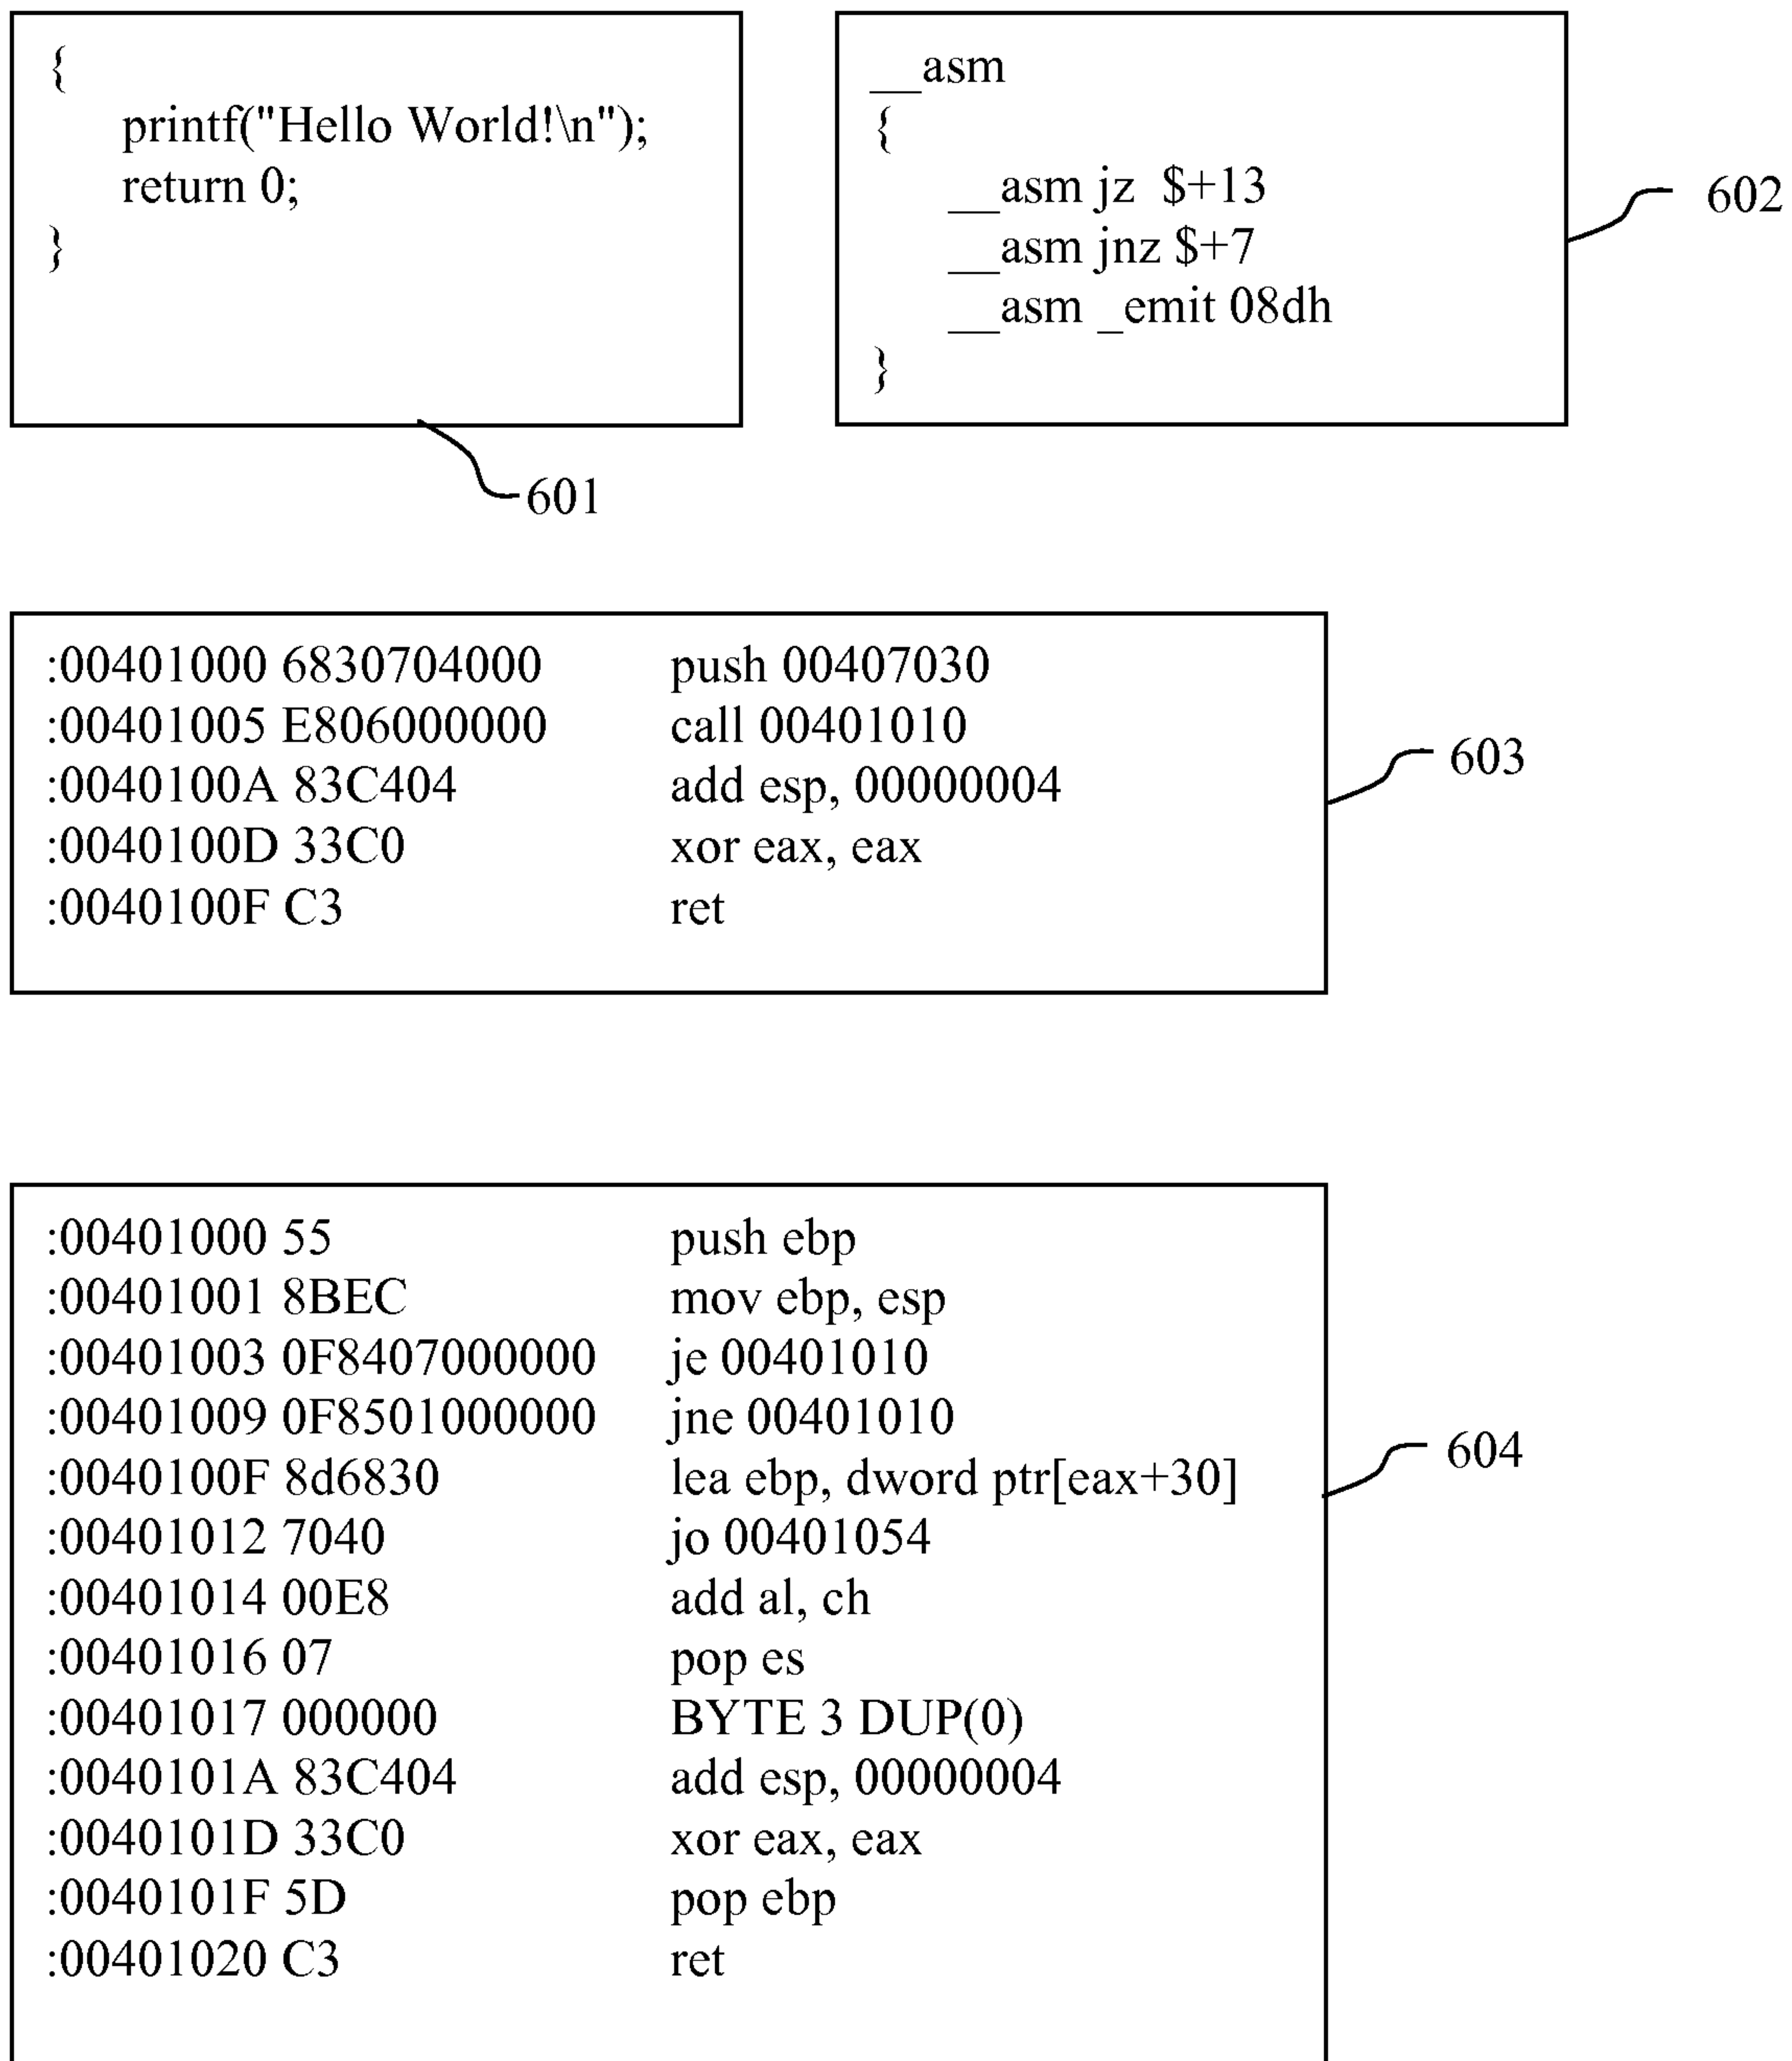 {
printf("Hello World!\n");
return 0;
}
601
__asm
{
__asm jz $+13
__asm jnz $+7
__asm _emit 08dh
}
602
:00401000 6830704000 push 00407030
:00401005 E806000000 call 00401010
:0040100A 83C404 add esp, 00000004
:0040100D 33C0 xor eax, eax
:0040100F C3 ret
603
:00401000 55 push ebp
:00401001 8BEC mov ebp, esp
:00401003 0F8407000000 je 00401010
:00401009 0F8501000000 jne 00401010
:0040100F 8d6830 lea ebp, dword ptr[eax+30]
:00401012 7040 jo 00401054
:00401014 00E8 add al, ch
:00401016 07 pop es
:00401017 000000 BYTE 3 DUP(0)
:0040101A 83C404 add esp, 00000004
:0040101D 33C0 xor eax, eax
:0040101F 5D pop ebp
:00401020 C3 ret
604